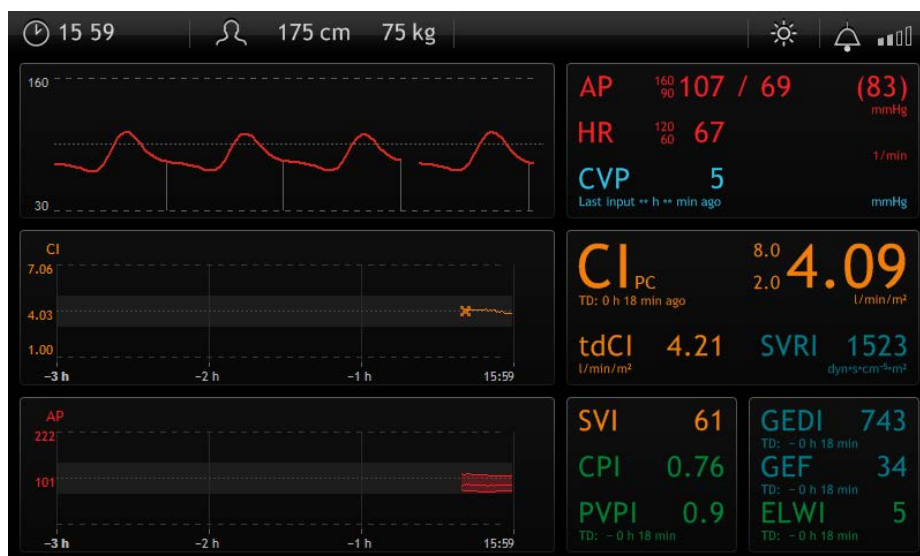 15 59 175 cm 75 kg
160
30
AP 160 90 107 / 69 (83)
mmHg
HR 120 60 67
1/min
CVP 5
Last input -- h -- min ago mmHg
CI
7.06
4.03
1.00
-3 h -2 h -1 h 15:59
CI PC 8.0 2.0 4.09
TD: 0 h 18 min ago l/min/m²
tdCI 4.21 SVRI 1523
l/min/m² dyn•s•cm⁻⁵•m²
AP
222
101
-3 h -2 h -1 h 15:59
SVI 61
CPI 0.76
PVPI 0.9
TD: - 0 h 18 min
GEDI 743
TD: - 0 h 18 min
GEF 34
TD: - 0 h 18 min
ELWI 5
TD: - 0 h 18 min